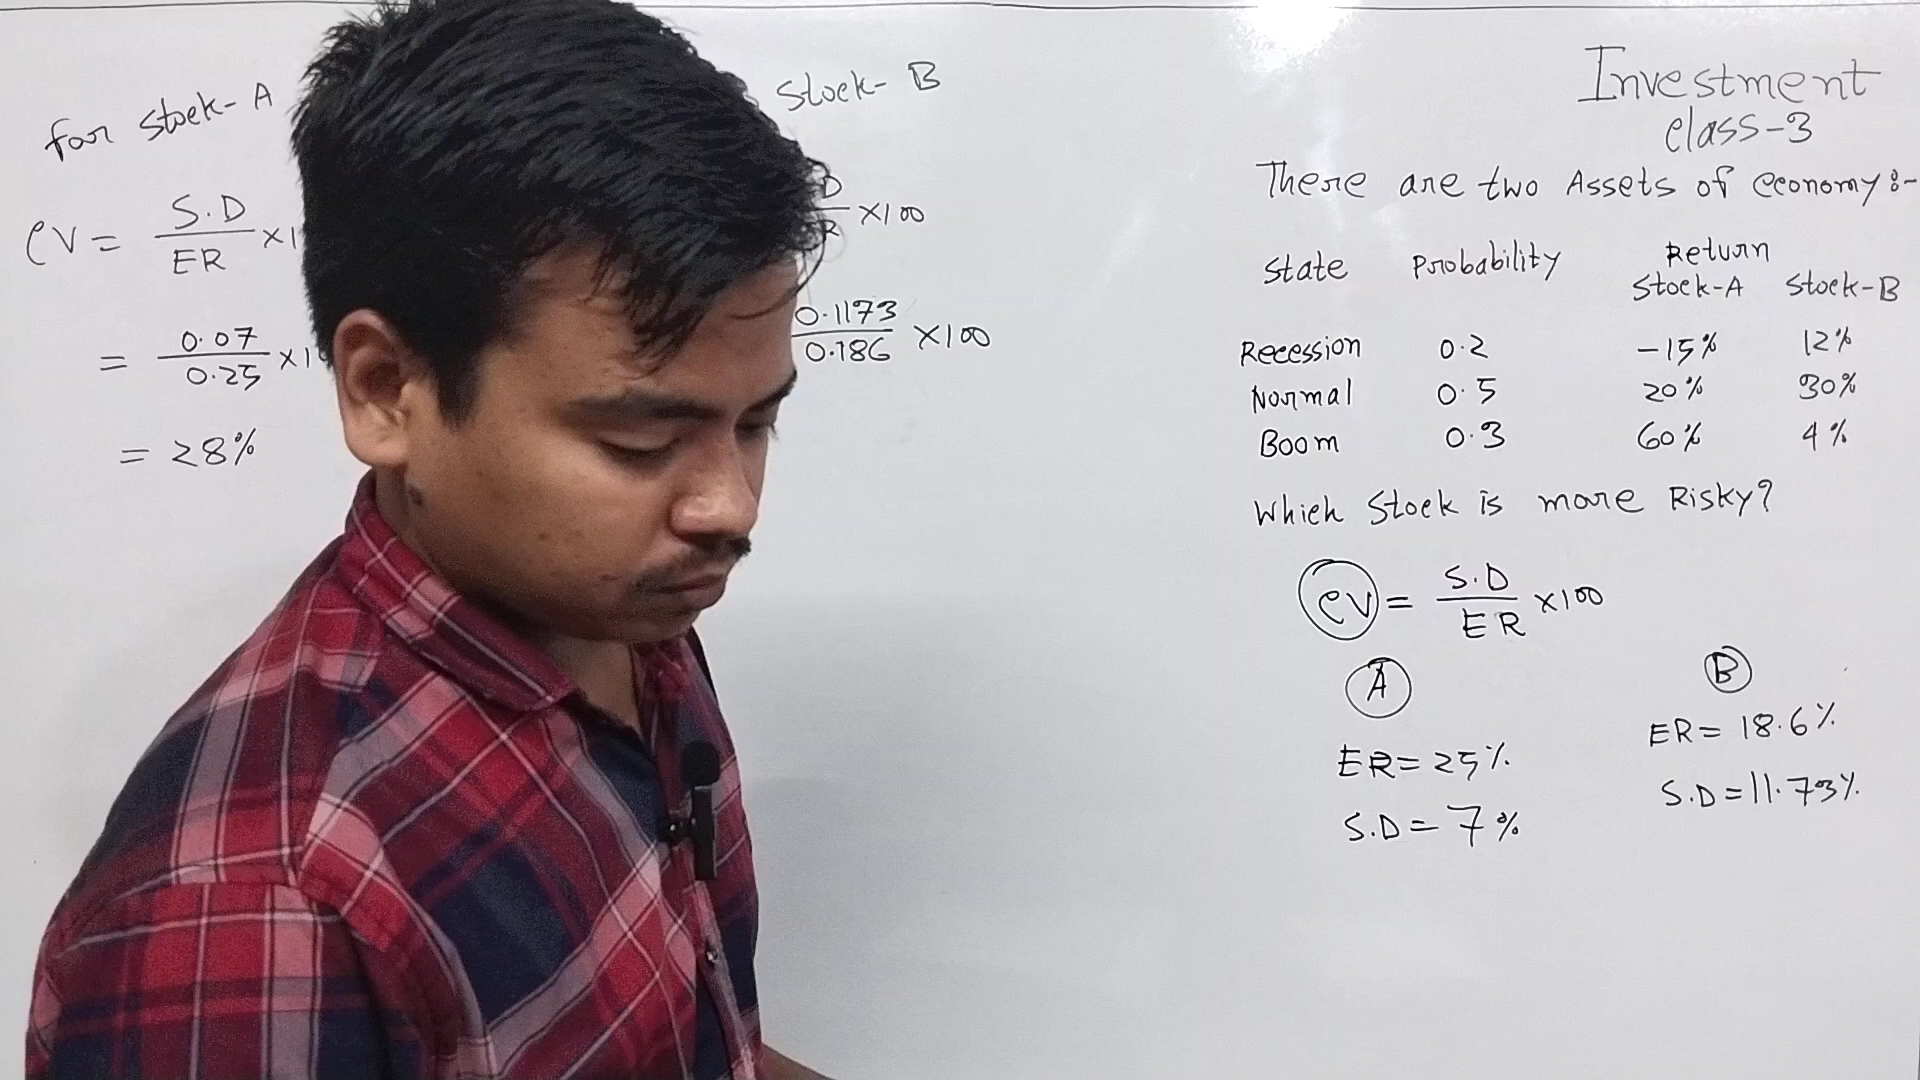 for stock-A
CV = S.D / ER ×1
= 0.07 / 0.25 ×1
= 28%
Stock-B
D / R ×100
0.1173 / 0.186 ×100
Investment
class-3
There are two Assets of economy:-
State Probability Return
Stock-A Stock-B
Recession 0.2 -15% 12%
Normal 0.5 20% 30%
Boom 0.3 60% 4%
Which Stock is more Risky?
CV = S.D / ER ×100
A
ER = 25%
S.D = 7%
B
ER = 18.6%
S.D = 11.73%